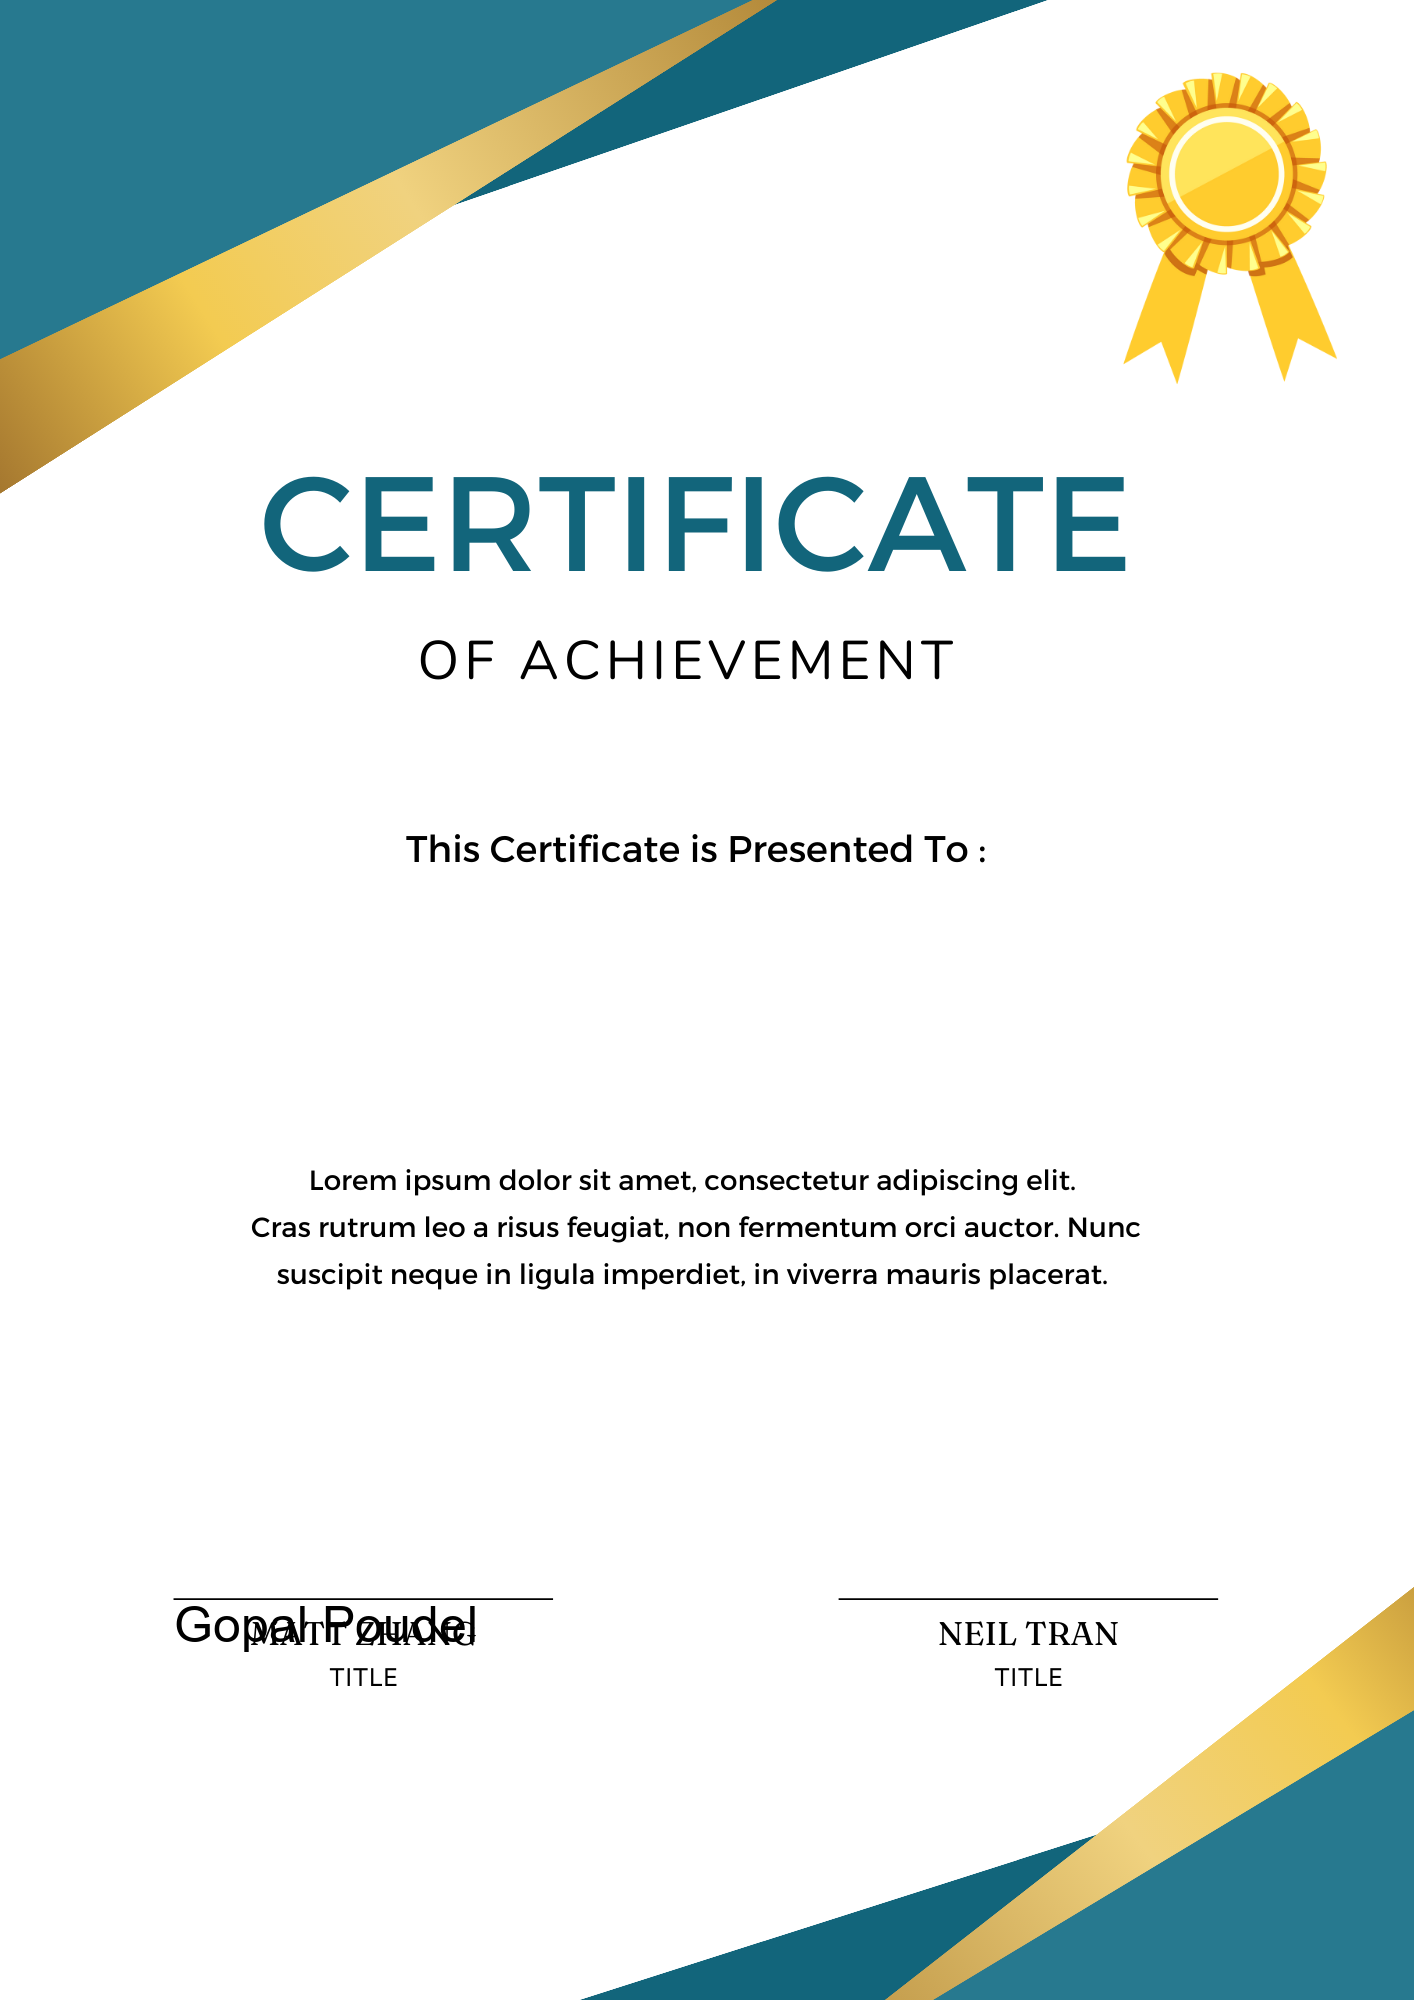 CERTIFICATE
OF ACHIEVEMENT
This Certificate is Presented To :
Lorem ipsum dolor sit amet, consectetur adipiscing elit.
Cras rutrum leo a risus feugiat, non fermentum orci auctor. Nunc
suscipit neque in ligula imperdiet, in viverra mauris placerat.
Gopal Poudel
MATT ZHANG
TITLE
NEIL TRAN
TITLE